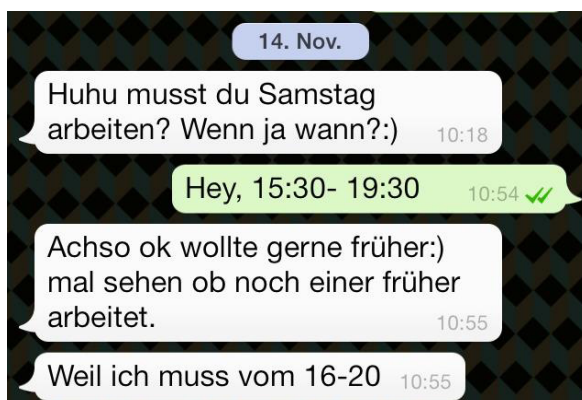 14. Nov.
Huhu musst du Samstag
arbeiten? Wenn ja wann?:) 10:18
Hey, 15:30- 19:30 10:54
Achso ok wollte gerne früher:)
mal sehen ob noch einer früher
arbeitet. 10:55
Weil ich muss vom 16-20 10:55